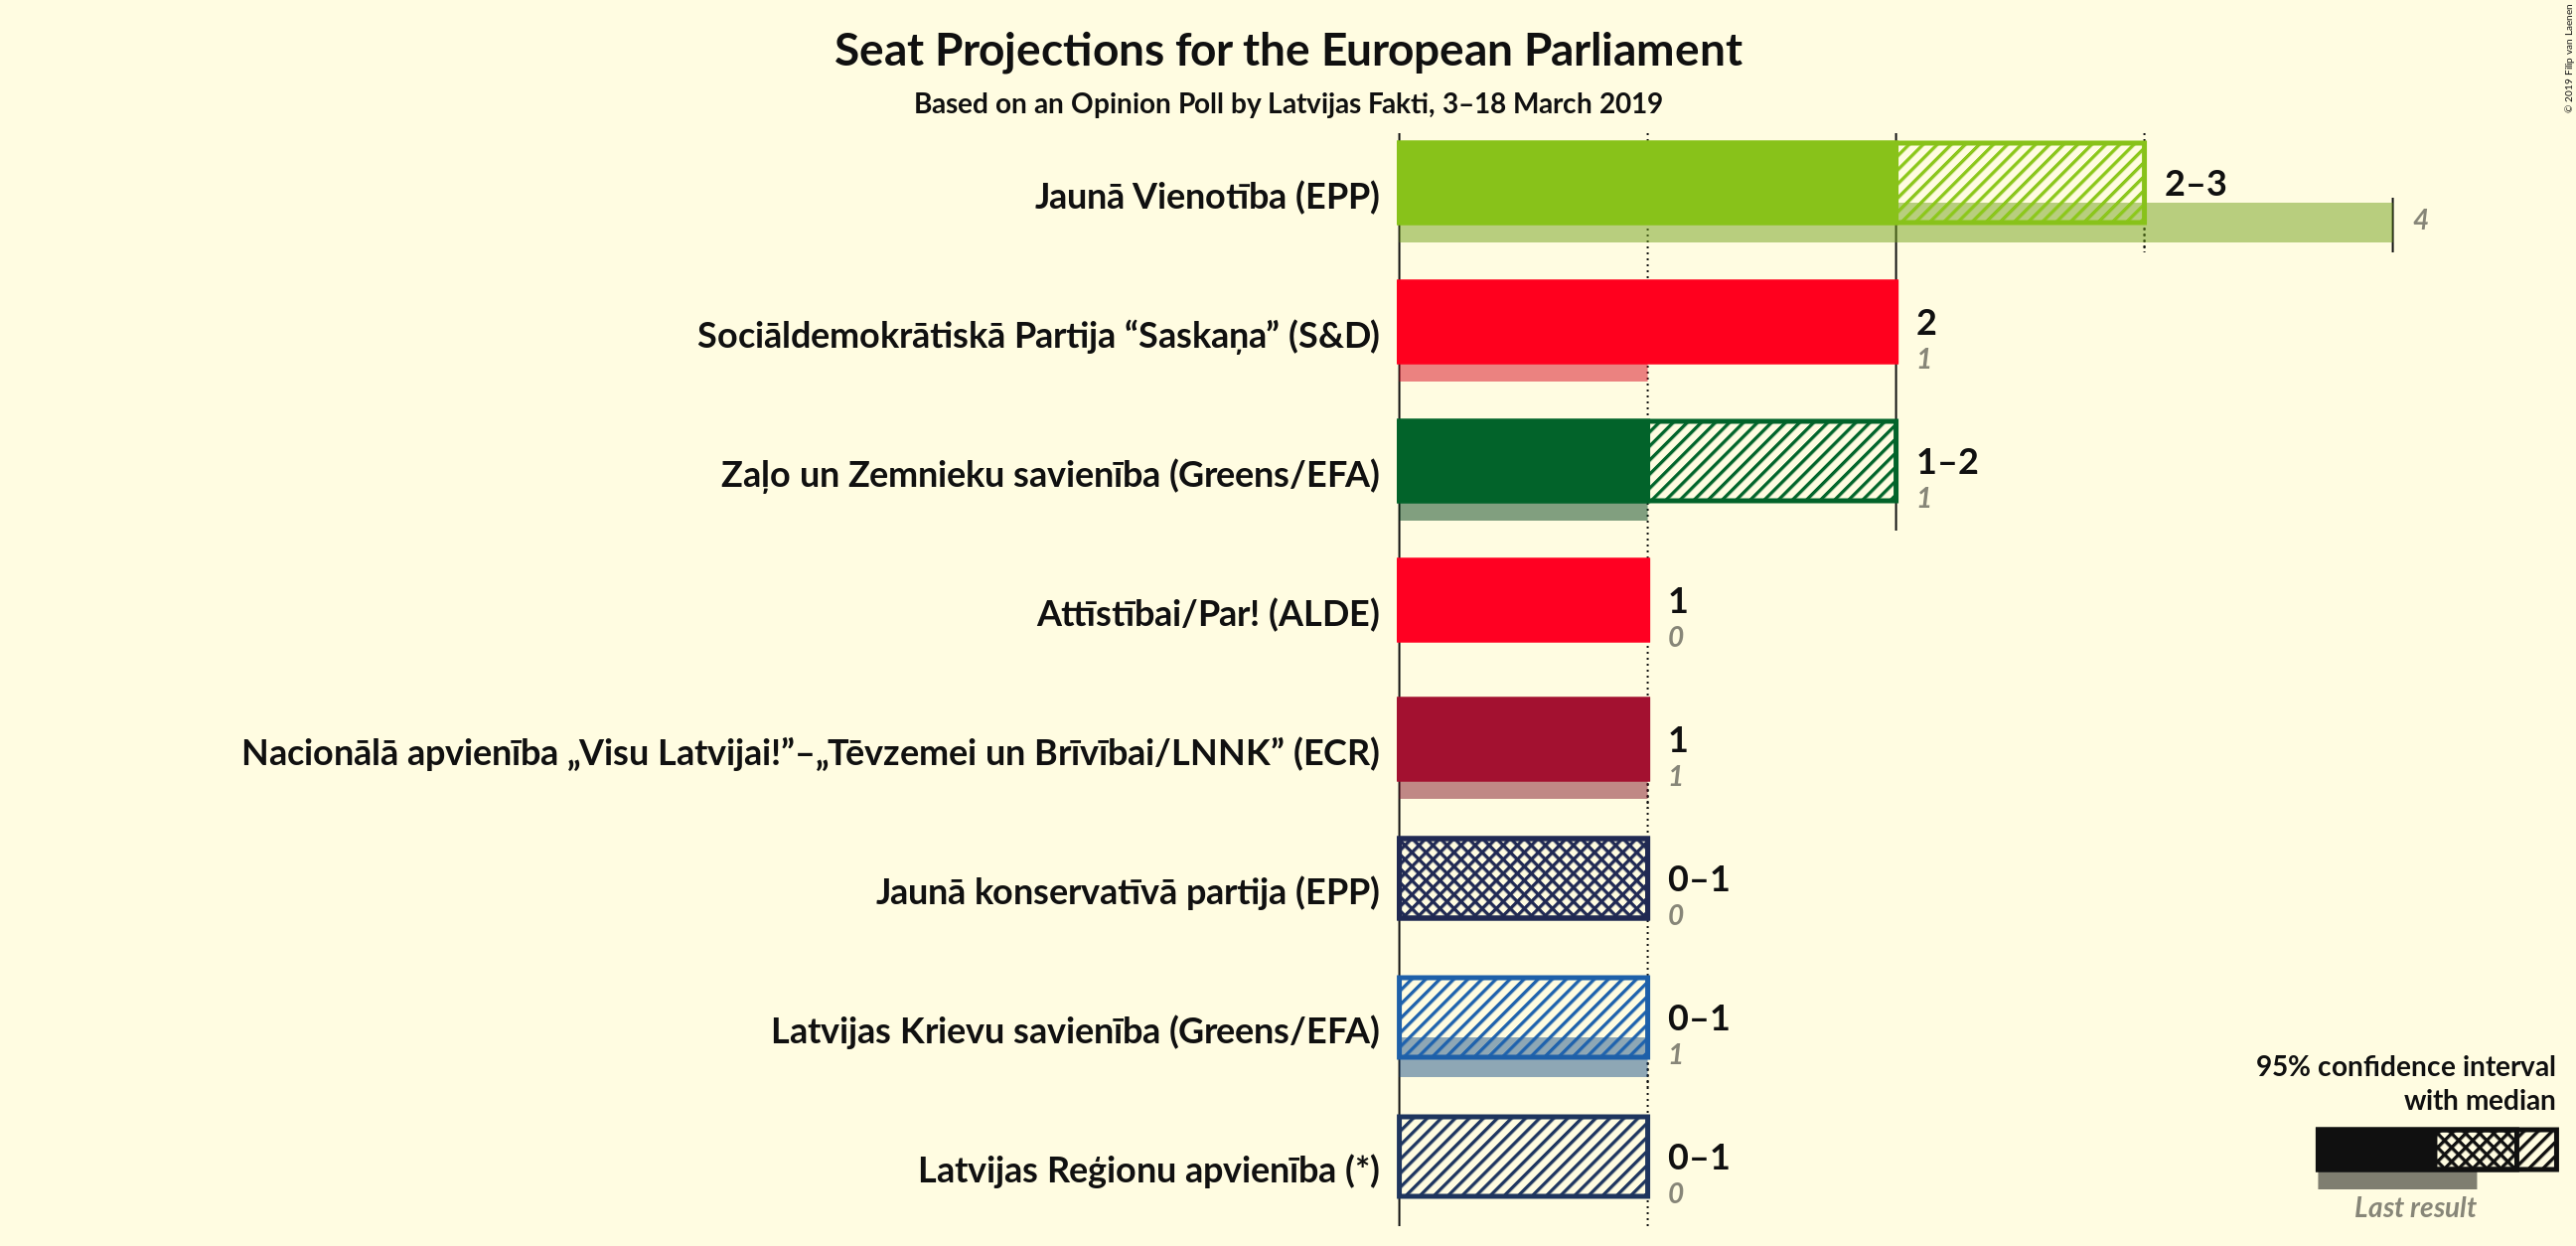 Seat Projections for the European Parliament
Based on an Opinion Poll by Latvijas Fakti, 3–18 March 2019
© 2019 Filip van Laenen
Jaunā Vienotība (EPP)
2–3
4
Sociāldemokrātiskā Partija “Saskaņa” (S&D)
2
1
Zaļo un Zemnieku savienība (Greens/EFA)
1–2
1
Attīstībai/Par! (ALDE)
1
0
Nacionālā apvienība „Visu Latvijai!”–„Tēvzemei un Brīvībai/LNNK” (ECR)
1
1
Jaunā konservatīvā partija (EPP)
0–1
0
Latvijas Krievu savienība (Greens/EFA)
0–1
1
Latvijas Reģionu apvienība (*)
0–1
0
95% confidence interval
with median
Last result